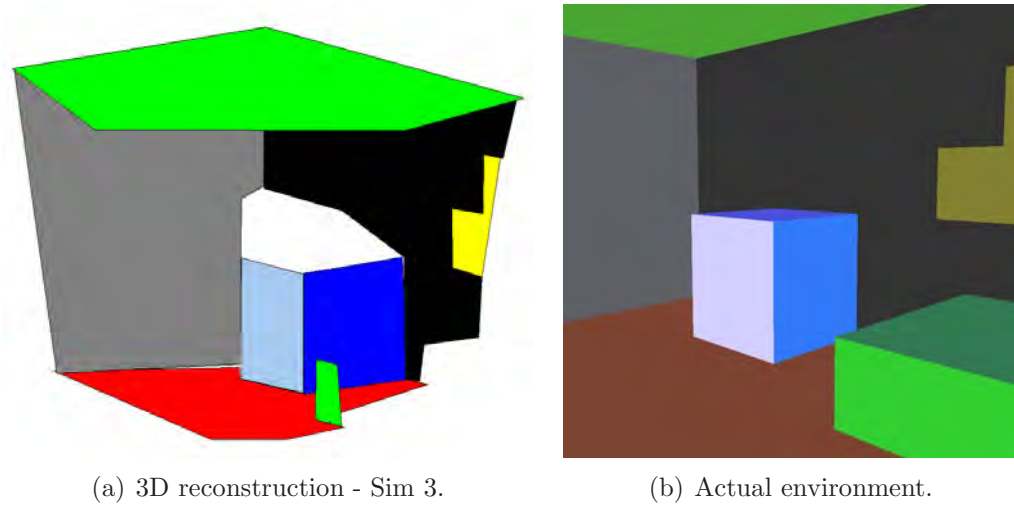 (a) 3D reconstruction - Sim 3.
(b) Actual environment.